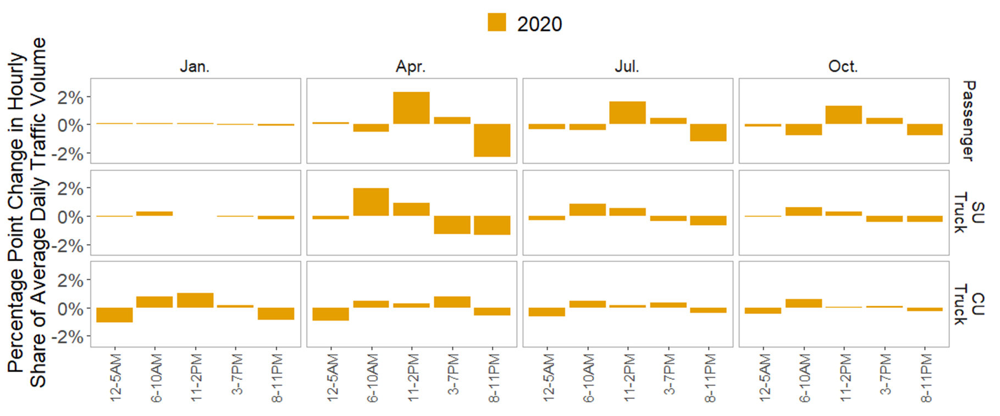 2020
Percentage Point Change in Hourly
Share of Average Daily Traffic Volume
Jan.
Apr.
Jul.
Oct.
2%
0%
-2%
Passenger
2%
0%
-2%
SU
Truck
2%
0%
-2%
CU
Truck
12-5AM
6-10AM
11-2PM
3-7PM
8-11PM
12-5AM
6-10AM
11-2PM
3-7PM
8-11PM
12-5AM
6-10AM
11-2PM
3-7PM
8-11PM
12-5AM
6-10AM
11-2PM
3-7PM
8-11PM